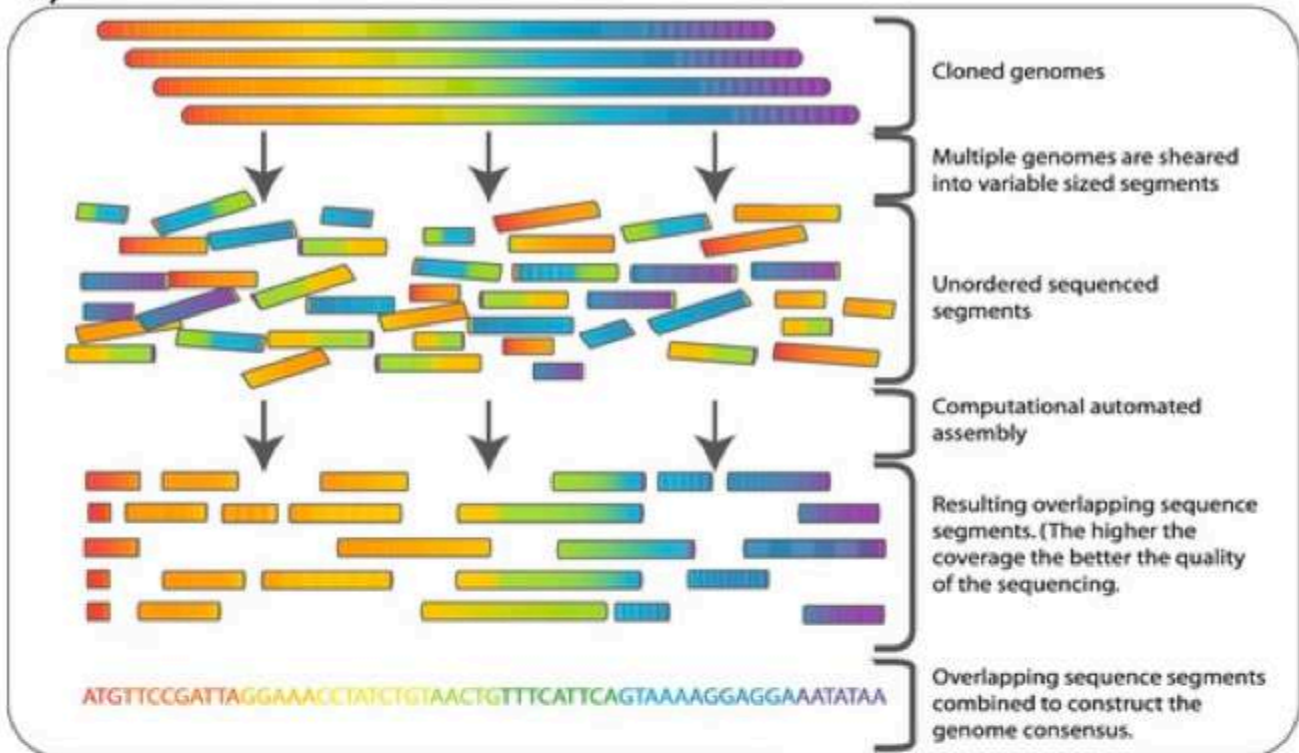 Cloned genomes
Multiple genomes are sheared
into variable sized segments
Unordered sequenced
segments
Computational automated
assembly
Resulting overlapping sequence
segments. (The higher the
coverage the better the quality
of the sequencing.
ATGTTCCGATTAGGAAACCTATCTGTAACTGTTTCATTCAGTAAAAGGAGGAAATATAA
Overlapping sequence segments
combined to construct the
genome consensus.